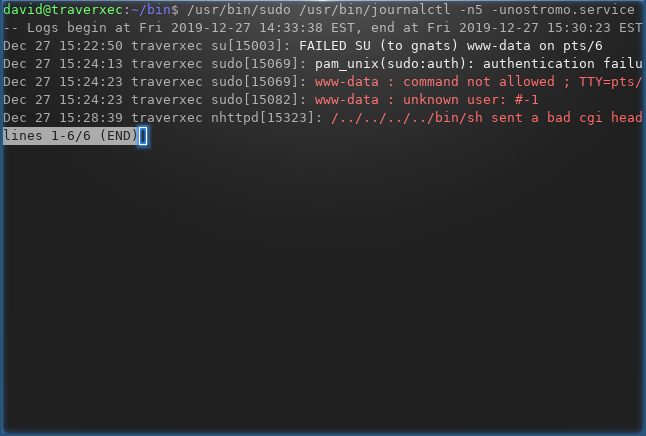 david@traverxec:~/bin$ /usr/bin/sudo /usr/bin/journalctl -n5 -unostromo.service
-- Logs begin at Fri 2019-12-27 14:33:38 EST, end at Fri 2019-12-27 15:30:23 EST
Dec 27 15:22:50 traverxec su[15003]: FAILED SU (to gnats) www-data on pts/6
Dec 27 15:24:13 traverxec sudo[15069]: pam_unix(sudo:auth): authentication failu
Dec 27 15:24:23 traverxec sudo[15069]: www-data : command not allowed ; TTY=pts/
Dec 27 15:24:23 traverxec sudo[15082]: www-data : unknown user: #-1
Dec 27 15:28:39 traverxec nhttpd[15323]: /../../../../bin/sh sent a bad cgi head
lines 1-6/6 (END)